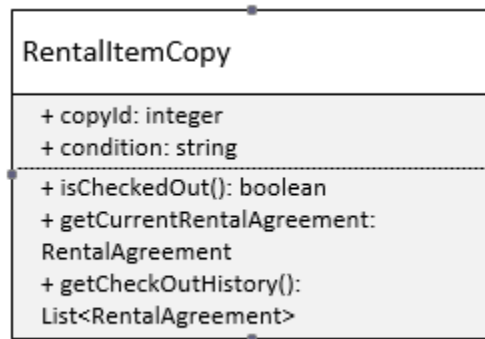 RentalItemCopy
+ copyId: integer
+ condition: string
+ isCheckedOut(): boolean
+ getCurrentRentalAgreement:
RentalAgreement
+ getCheckOutHistory():
List<RentalAgreement>